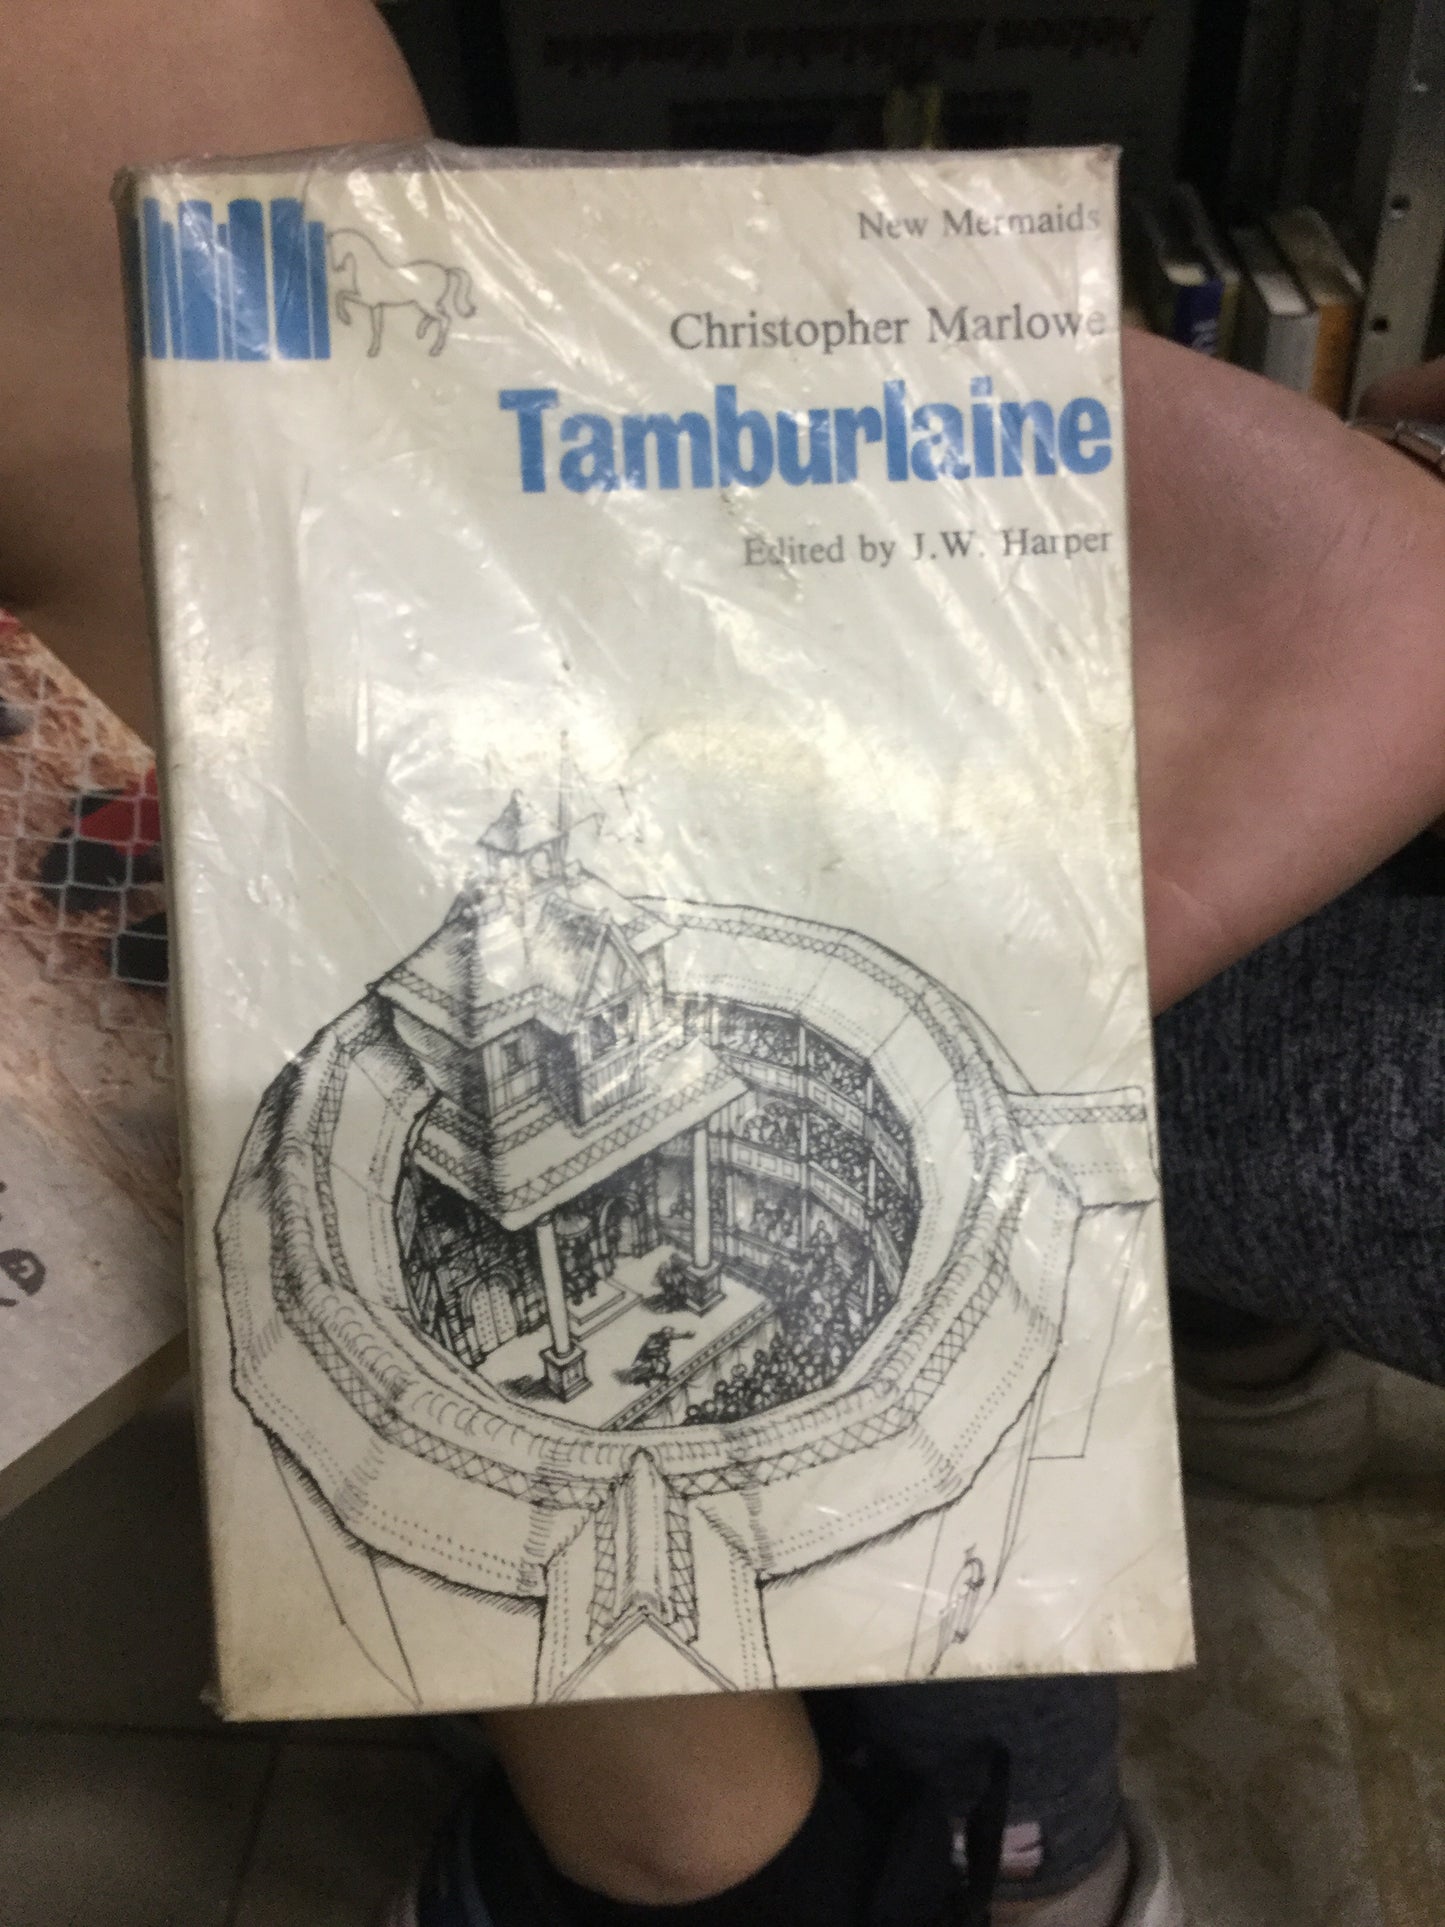 New Mermaids
Christopher Marlowe
Tamburlaine
Edited by J.W. Harper